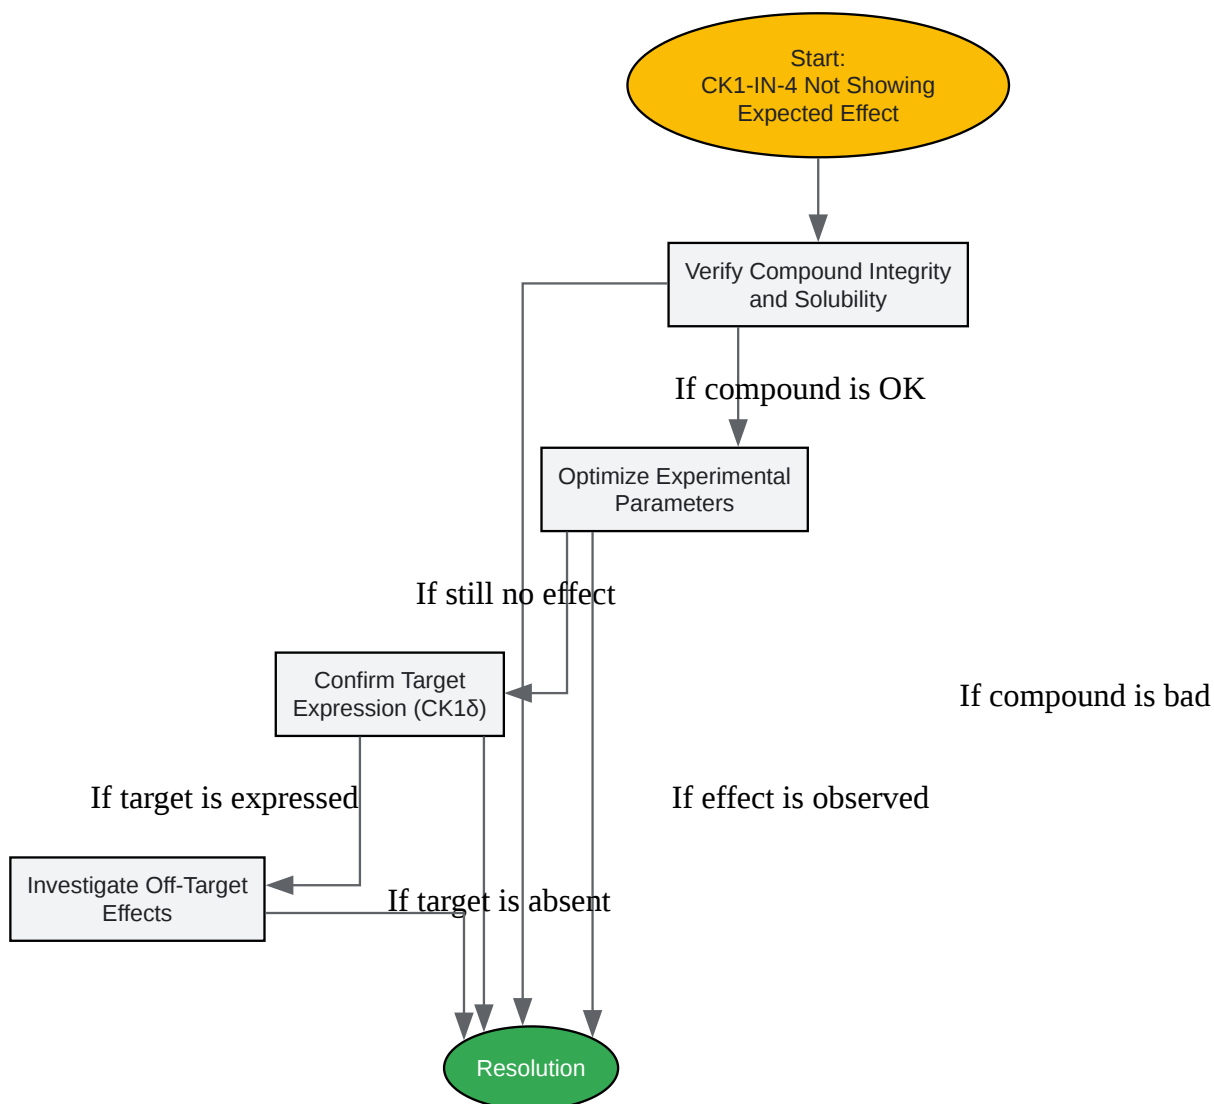 Start:
CK1-IN-4 Not Showing
Expected Effect
Verify Compound Integrity
and Solubility
If compound is OK
Optimize Experimental
Parameters
If still no effect
Confirm Target
Expression (CK1δ)
If compound is bad
If target is expressed
If effect is observed
Investigate Off-Target
Effects
If target is absent
Resolution